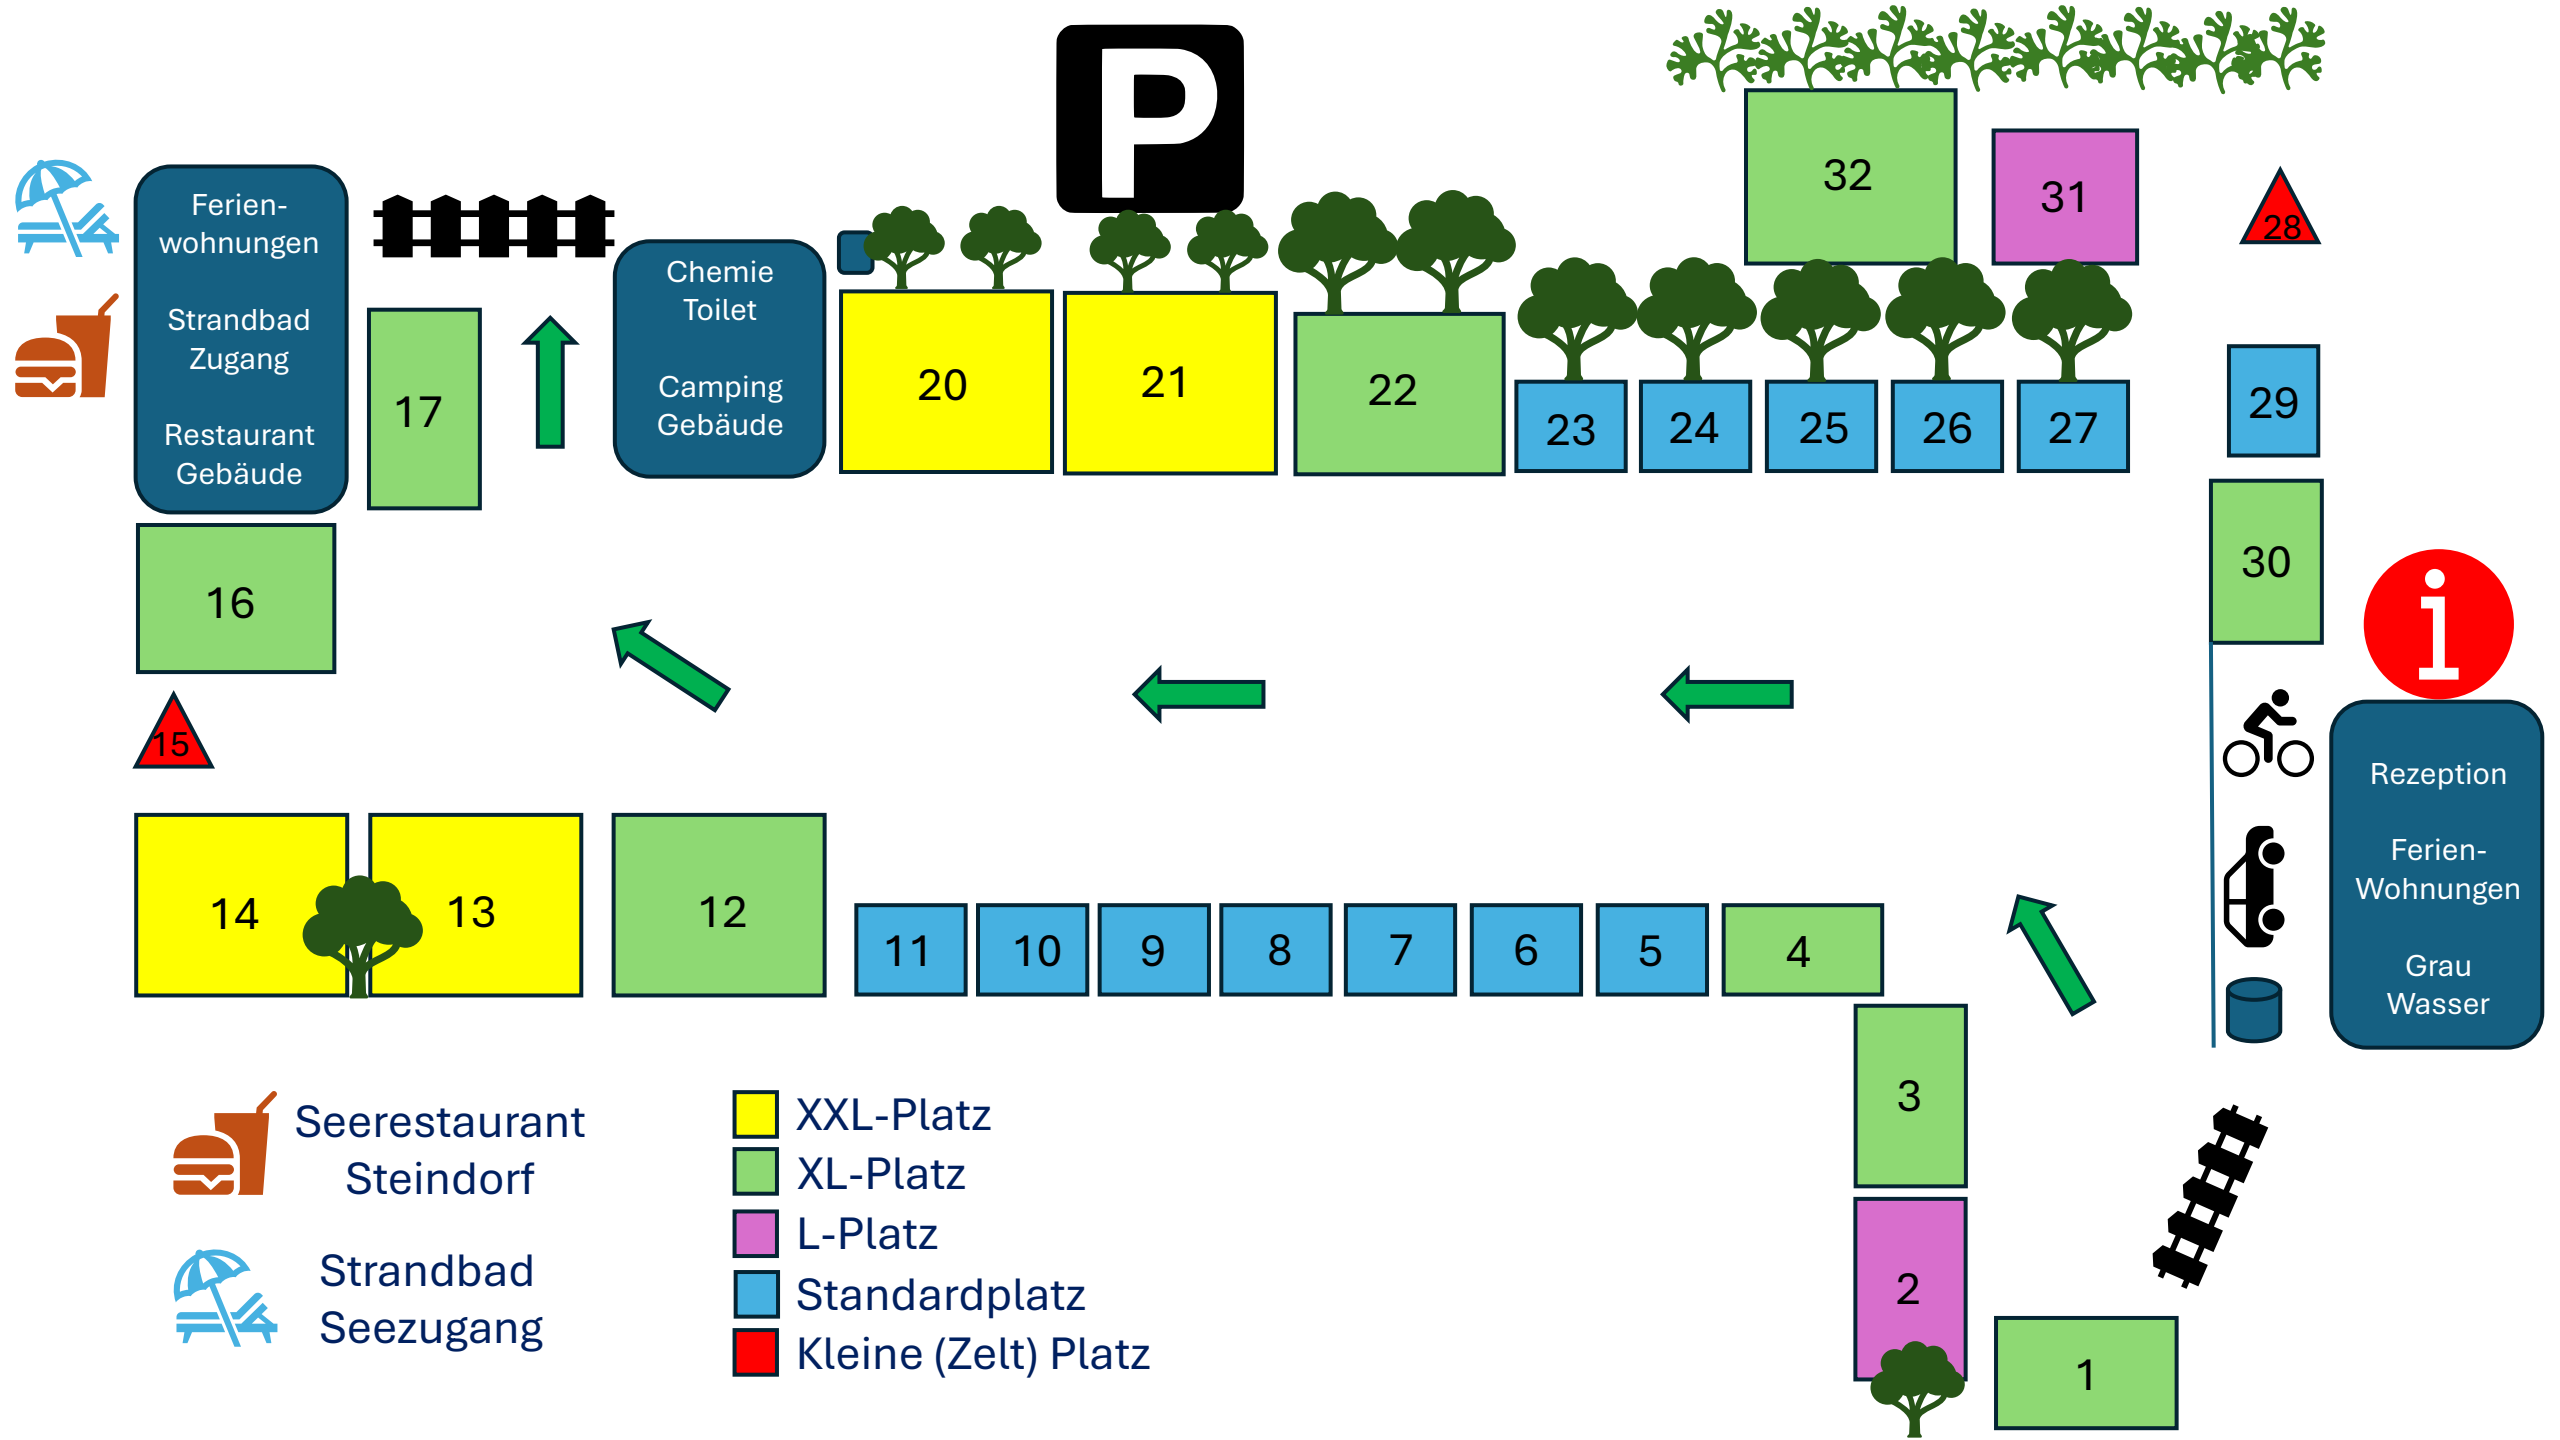 P
32
31
28
Ferien-
wohnungen
Strandbad
Zugang
Restaurant
Gebäude
Chemie
Toilet
Camping
Gebäude
17
20
21
22
23
24
25
26
27
29
30
16
15
i
Rezeption
Ferien-
Wohnungen
Grau
Wasser
14
13
12
11
10
9
8
7
6
5
4
3
2
1
Seerestaurant
Steindorf
Strandbad
Seezugang
XXL-Platz
XL-Platz
L-Platz
Standardplatz
Kleine (Zelt) Platz